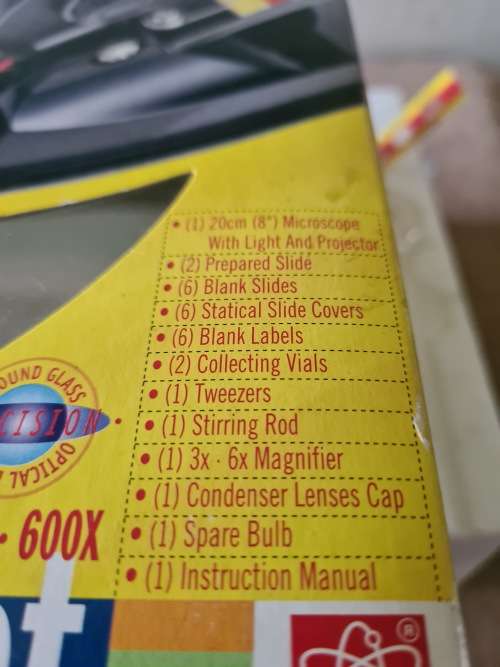 • (1) 20cm (8") Microscope
With Light And Projector
• (2) Prepared Slide
• (6) Blank Slides
• (6) Statical Slide Covers
• (6) Blank Labels
• (2) Collecting Vials
• (1) Tweezers
• (1) Stirring Rod
• (1) 3x - 6x Magnifier
• (1) Condenser Lenses Cap
• (1) Spare Bulb
• (1) Instruction Manual
OUND GLASS
CISION
OPTICAL
· 600X
®